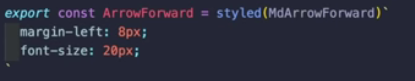 export const ArrowForward = styled(MdArrowForward)`
  margin-left: 8px;
  font-size: 20px;
`